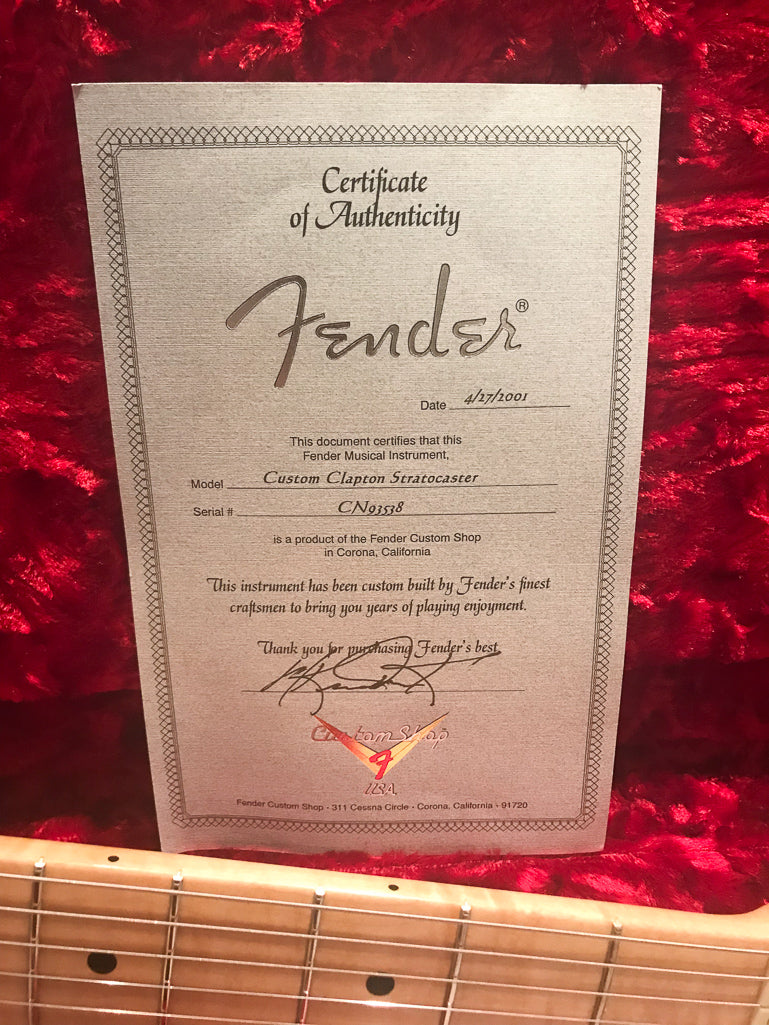 Certificate
of Authenticity
Fender®
Date 4/27/2001
This document certifies that this
Fender Musical Instrument,
Model Custom Clapton Stratocaster
Serial # CN93538
is a product of the Fender Custom Shop
in Corona, California
This instrument has been custom built by Fender's finest
craftsmen to bring you years of playing enjoyment.
Thank you for purchasing Fender's best,
Custom Shop
USA
Fender Custom Shop • 311 Cessna Circle • Corona, California • 91720